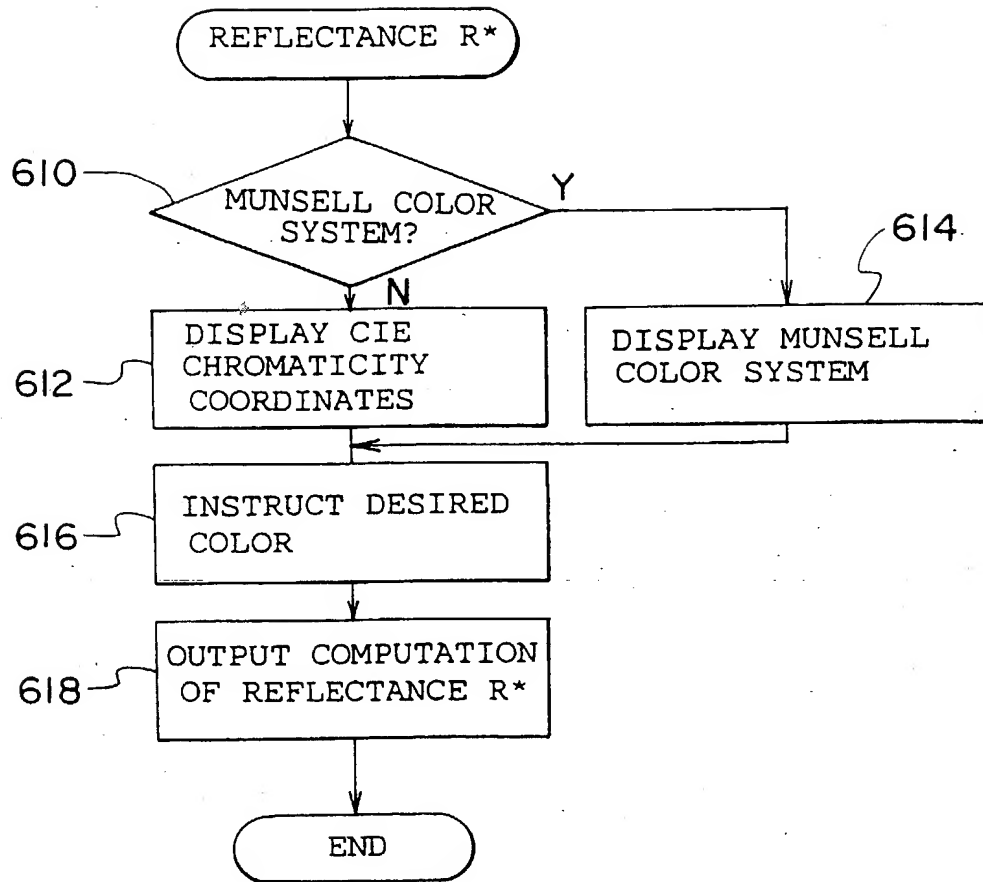 REFLECTANCE R*
610
MUNSELL COLOR
SYSTEM?
Y
614
N
612
DISPLAY CIE
CHROMATICITY
COORDINATES
DISPLAY MUNSELL
COLOR SYSTEM
616
INSTRUCT DESIRED
COLOR
618
OUTPUT COMPUTATION
OF REFLECTANCE R*
END